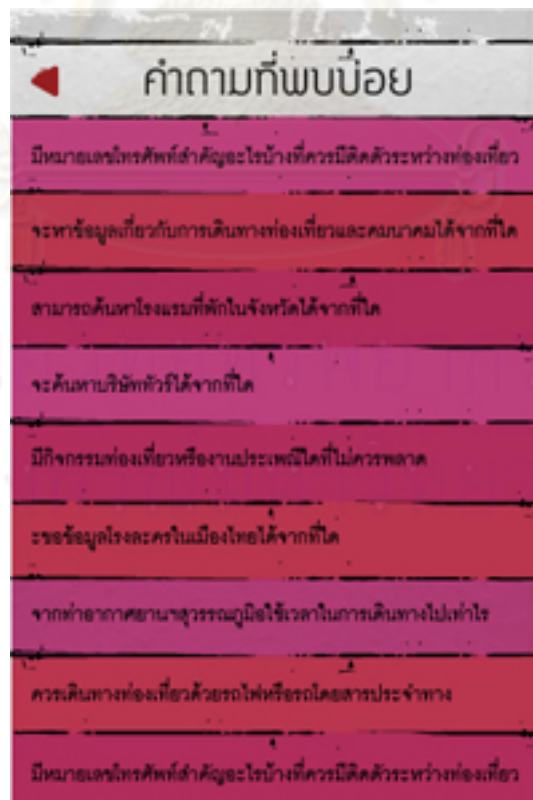 คำถามที่พบบ่อย
มีหมายเลขโทรศัพท์สำคัญอะไรบ้างที่ควรมีติดตัวระหว่างท่องเที่ยว
จะหาข้อมูลเกี่ยวกับการเดินทางท่องเที่ยวและคมนาคมได้จากที่ใด
สามารถค้นหาโรงแรมที่พักในจังหวัดได้จากที่ใด
จะค้นหาบริษัททัวร์ได้จากที่ใด
มีกิจกรรมท่องเที่ยวหรืองานประเพณีใดที่ไม่ควรพลาด
ะขอข้อมูลโรงละครในเมืองไทยได้จากที่ใด
จากท่าอากาศยานฯสุวรรณภูมิอใช้เวลาในการเดินทางไปเท่าไร
ควรเดินทางท่องเที่ยวด้วยรถไฟหรือรถโดยสารประจำทาง
มีหมายเลขโทรศัพท์สำคัญอะไรบ้างที่ควรมีติดตัวระหว่างท่องเที่ยว